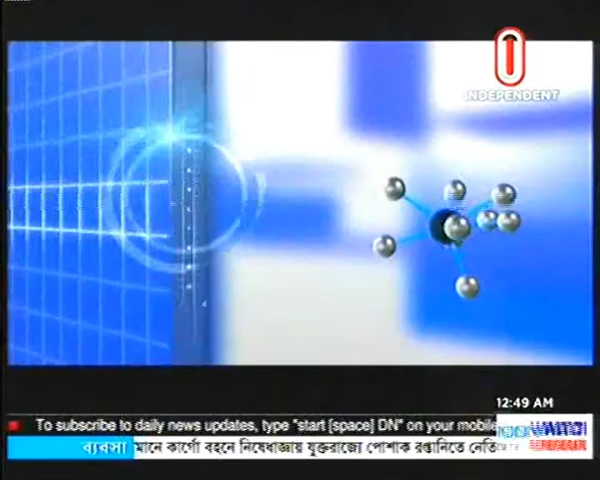 INDEPENDENT
12:49 AM
To subscribe to daily news updates, type "start [space] DN" on your mobile
ব্যবসা মানে কার্গো বহনে নিষেধাজ্ঞায় যুক্তরাজ্যে পোশাক রপ্তানিতে নেতি